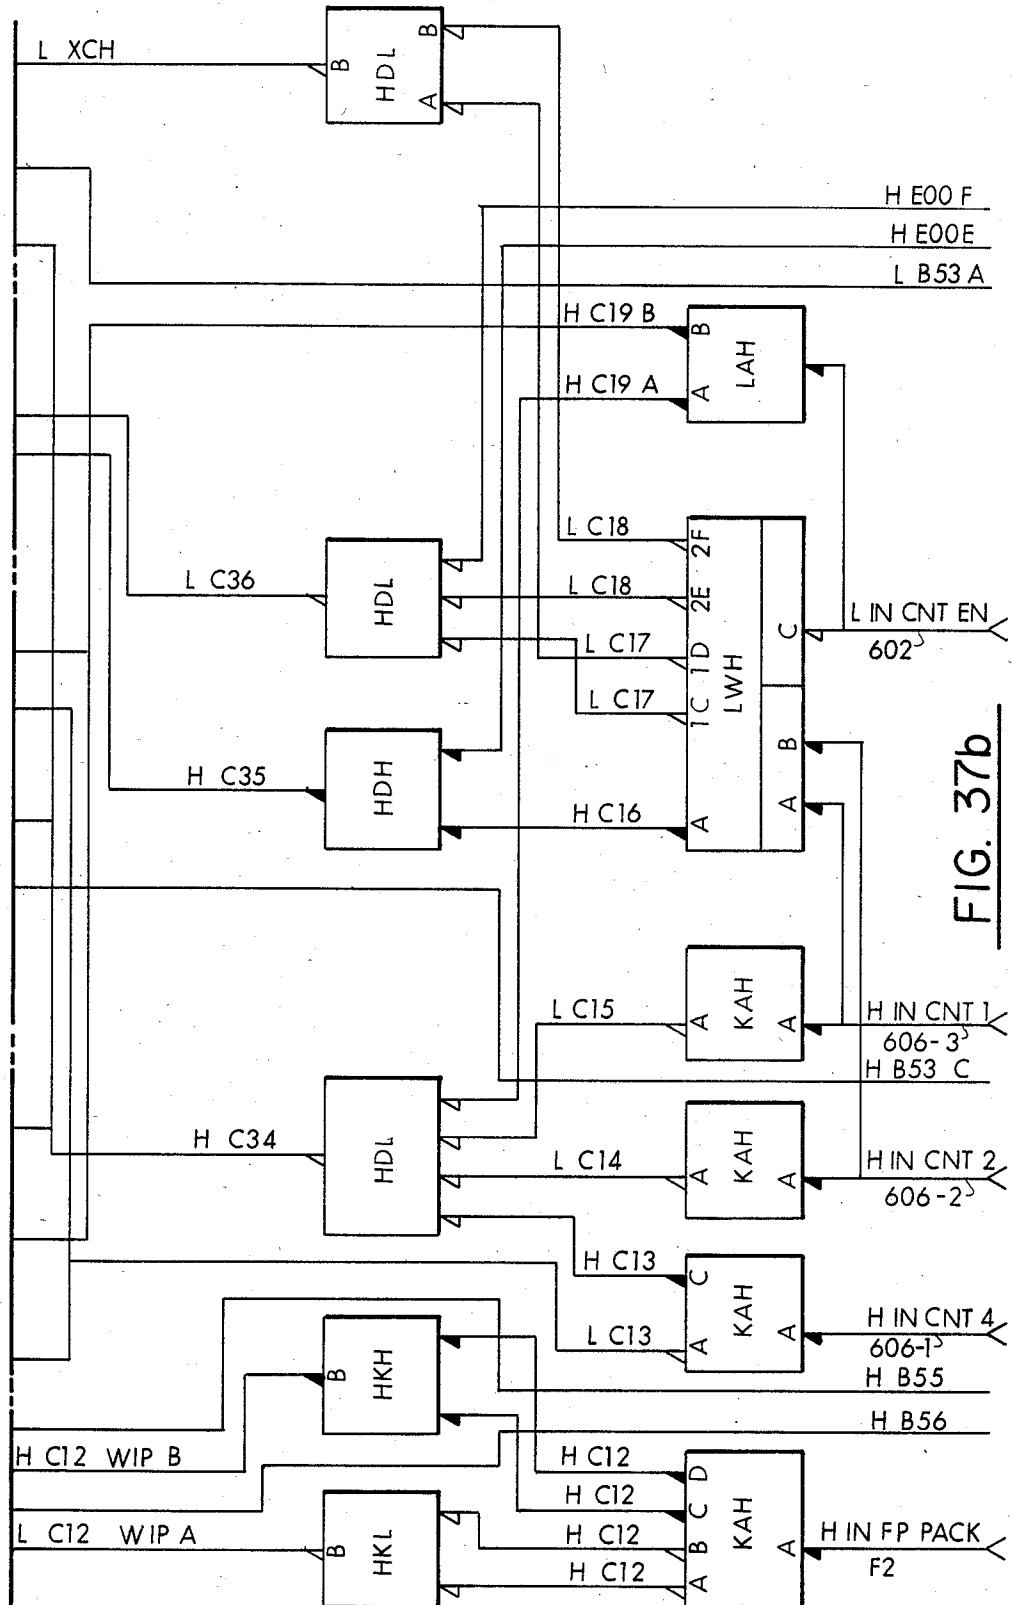 L XCH
B
HDL
B
A
H E00 F
H E00E
L B53 A
H C19 B
B
LAH
H C19 A
A
L C18
2F
L C36
HDL
L C18
2E
L IN CNT EN
C
602
L C17
1D
LWH
L C17
1C
H C35
HDH
B
H C16
A
A
FIG. 37b
L C15
A
KAH
A
H IN CNT 1
606-3
H B53 C
H C34
HDL
L C14
A
KAH
A
H IN CNT 2
606-2
H C13
C
KAH
L C13
A
A
H IN CNT 4
606-1
B
HKH
H B55
H B56
H C12 WIP B
H C12
D
H C12
C
KAH
L C12 WIP A
B
HKL
H C12
B
A
H IN FP PACK
F2
H C12
A